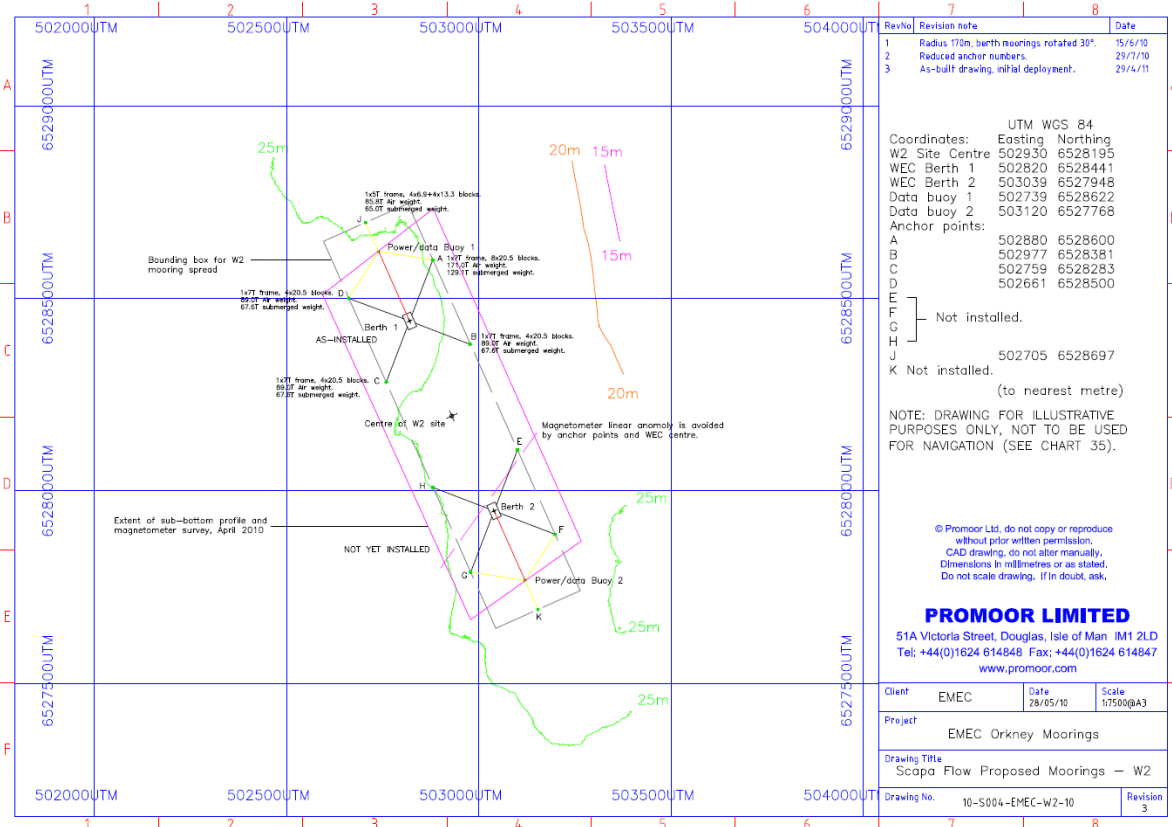 1 2 3 4 5 6 7 8
502000UTM 502500UTM 503000UTM 503500UTM 504000UTM
6529000UTM 6529000UTM
6528500UTM 6528500UTM
6528000UTM 6528000UTM
6527500UTM 6527500UTM
A
B
C
D
E
F
25m
20m 15m
1x5T frame, 4x6.9+4x13.3 blocks.
85.8T Air weight.
65.0T submerged weight.
J
Power/data Buoy 1
A 1x7T frame, 8x20.5 blocks.
171.0T Air weight.
129.1T submerged weight.
15m
Bounding box for W2
mooring spread
1x7T frame, 4x20.5 blocks.
D
89.0T Air weight.
67.6T submerged weight.
Berth 1
AS-INSTALLED
B 1x7T frame, 4x20.5 blocks.
89.0T Air weight.
67.6T submerged weight.
1x7T frame, 4x20.5 blocks. C
89.0T Air weight.
67.6T submerged weight.
20m
Centre of W2 site
Magnetometer linear anomoly is avoided
by anchor points and WEC centre.
E
H
Berth 2
25m
Extent of sub-bottom profile and
magnetometer survey, April 2010
F
NOT YET INSTALLED
G
Power/data Buoy 2
K
25m
25m
502000UTM 502500UTM 503000UTM 503500UTM 504000UTM
1 2 3 4 5 6 7 8
RevNo Revision note Date
1 Radius 170m, berth moorings rotated 30°. 15/6/10
2 Reduced anchor numbers. 29/7/10
3 As-built drawing, initial deployment. 29/4/11
UTM WGS 84
Coordinates: Easting Northing
W2 Site Centre 502930 6528195
WEC Berth 1 502820 6528441
WEC Berth 2 503039 6527948
Data buoy 1 502739 6528622
Data buoy 2 503120 6527768
Anchor points:
A 502880 6528600
B 502977 6528381
C 502759 6528283
D 502661 6528500
E
F
G
H
Not installed.
J 502705 6528697
K Not installed.
(to nearest metre)
NOTE: DRAWING FOR ILLUSTRATIVE
PURPOSES ONLY, NOT TO BE USED
FOR NAVIGATION (SEE CHART 35).
© Promoor Ltd, do not copy or reproduce
without prior written permission.
CAD drawing, do not alter manually.
Dimensions in millimetres or as stated.
Do not scale drawing. If in doubt, ask.
PROMOOR LIMITED
51A Victoria Street, Douglas, Isle of Man IM1 2LD
Tel: +44(0)1624 614848 Fax: +44(0)1624 614847
www.promoor.com
Client EMEC
Date 28/05/10
Scale 1:7500@A3
Project
EMEC Orkney Moorings
Drawing Title
Scapa Flow Proposed Moorings - W2
Drawing No. 10-S004-EMEC-W2-10
Revision 3